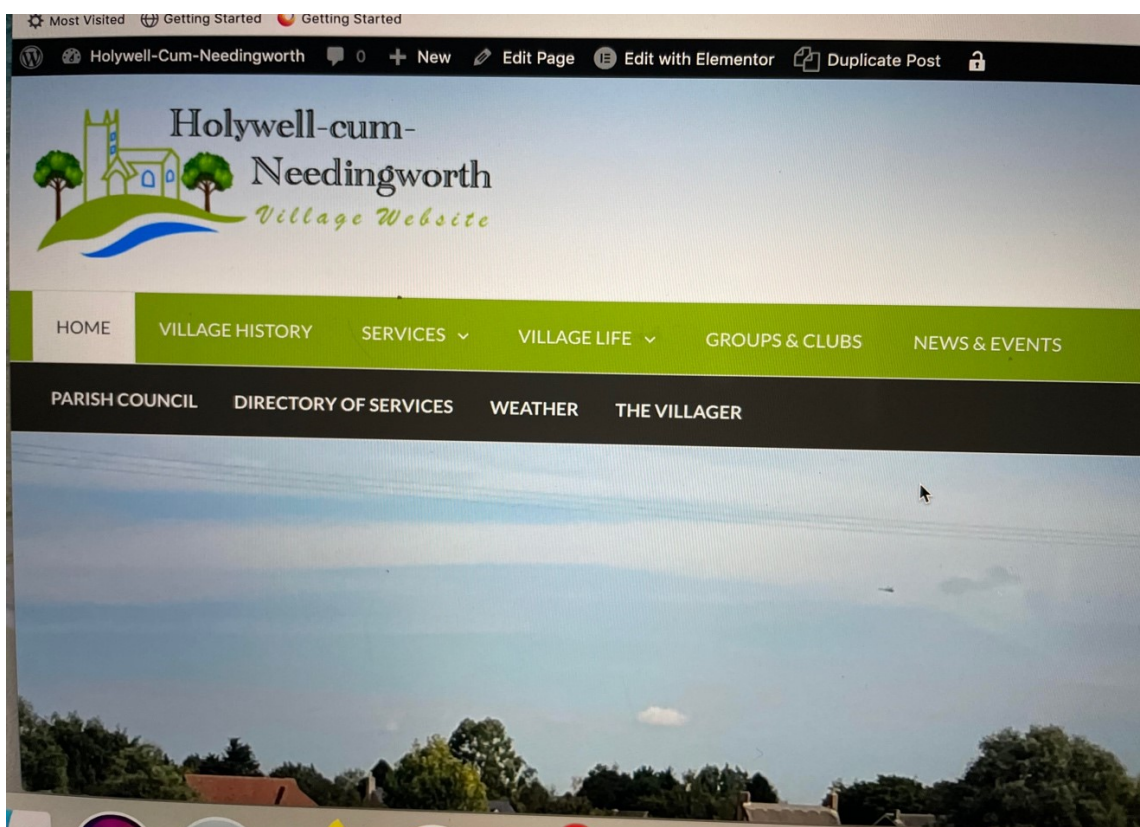 Most Visited Getting Started Getting Started
Holywell-Cum-Needingworth 0 New Edit Page Edit with Elementor Duplicate Post
Holywell-cum-
Needingworth
Village Website
HOME VILLAGE HISTORY SERVICES VILLAGE LIFE GROUPS & CLUBS NEWS & EVENTS
PARISH COUNCIL DIRECTORY OF SERVICES WEATHER THE VILLAGER